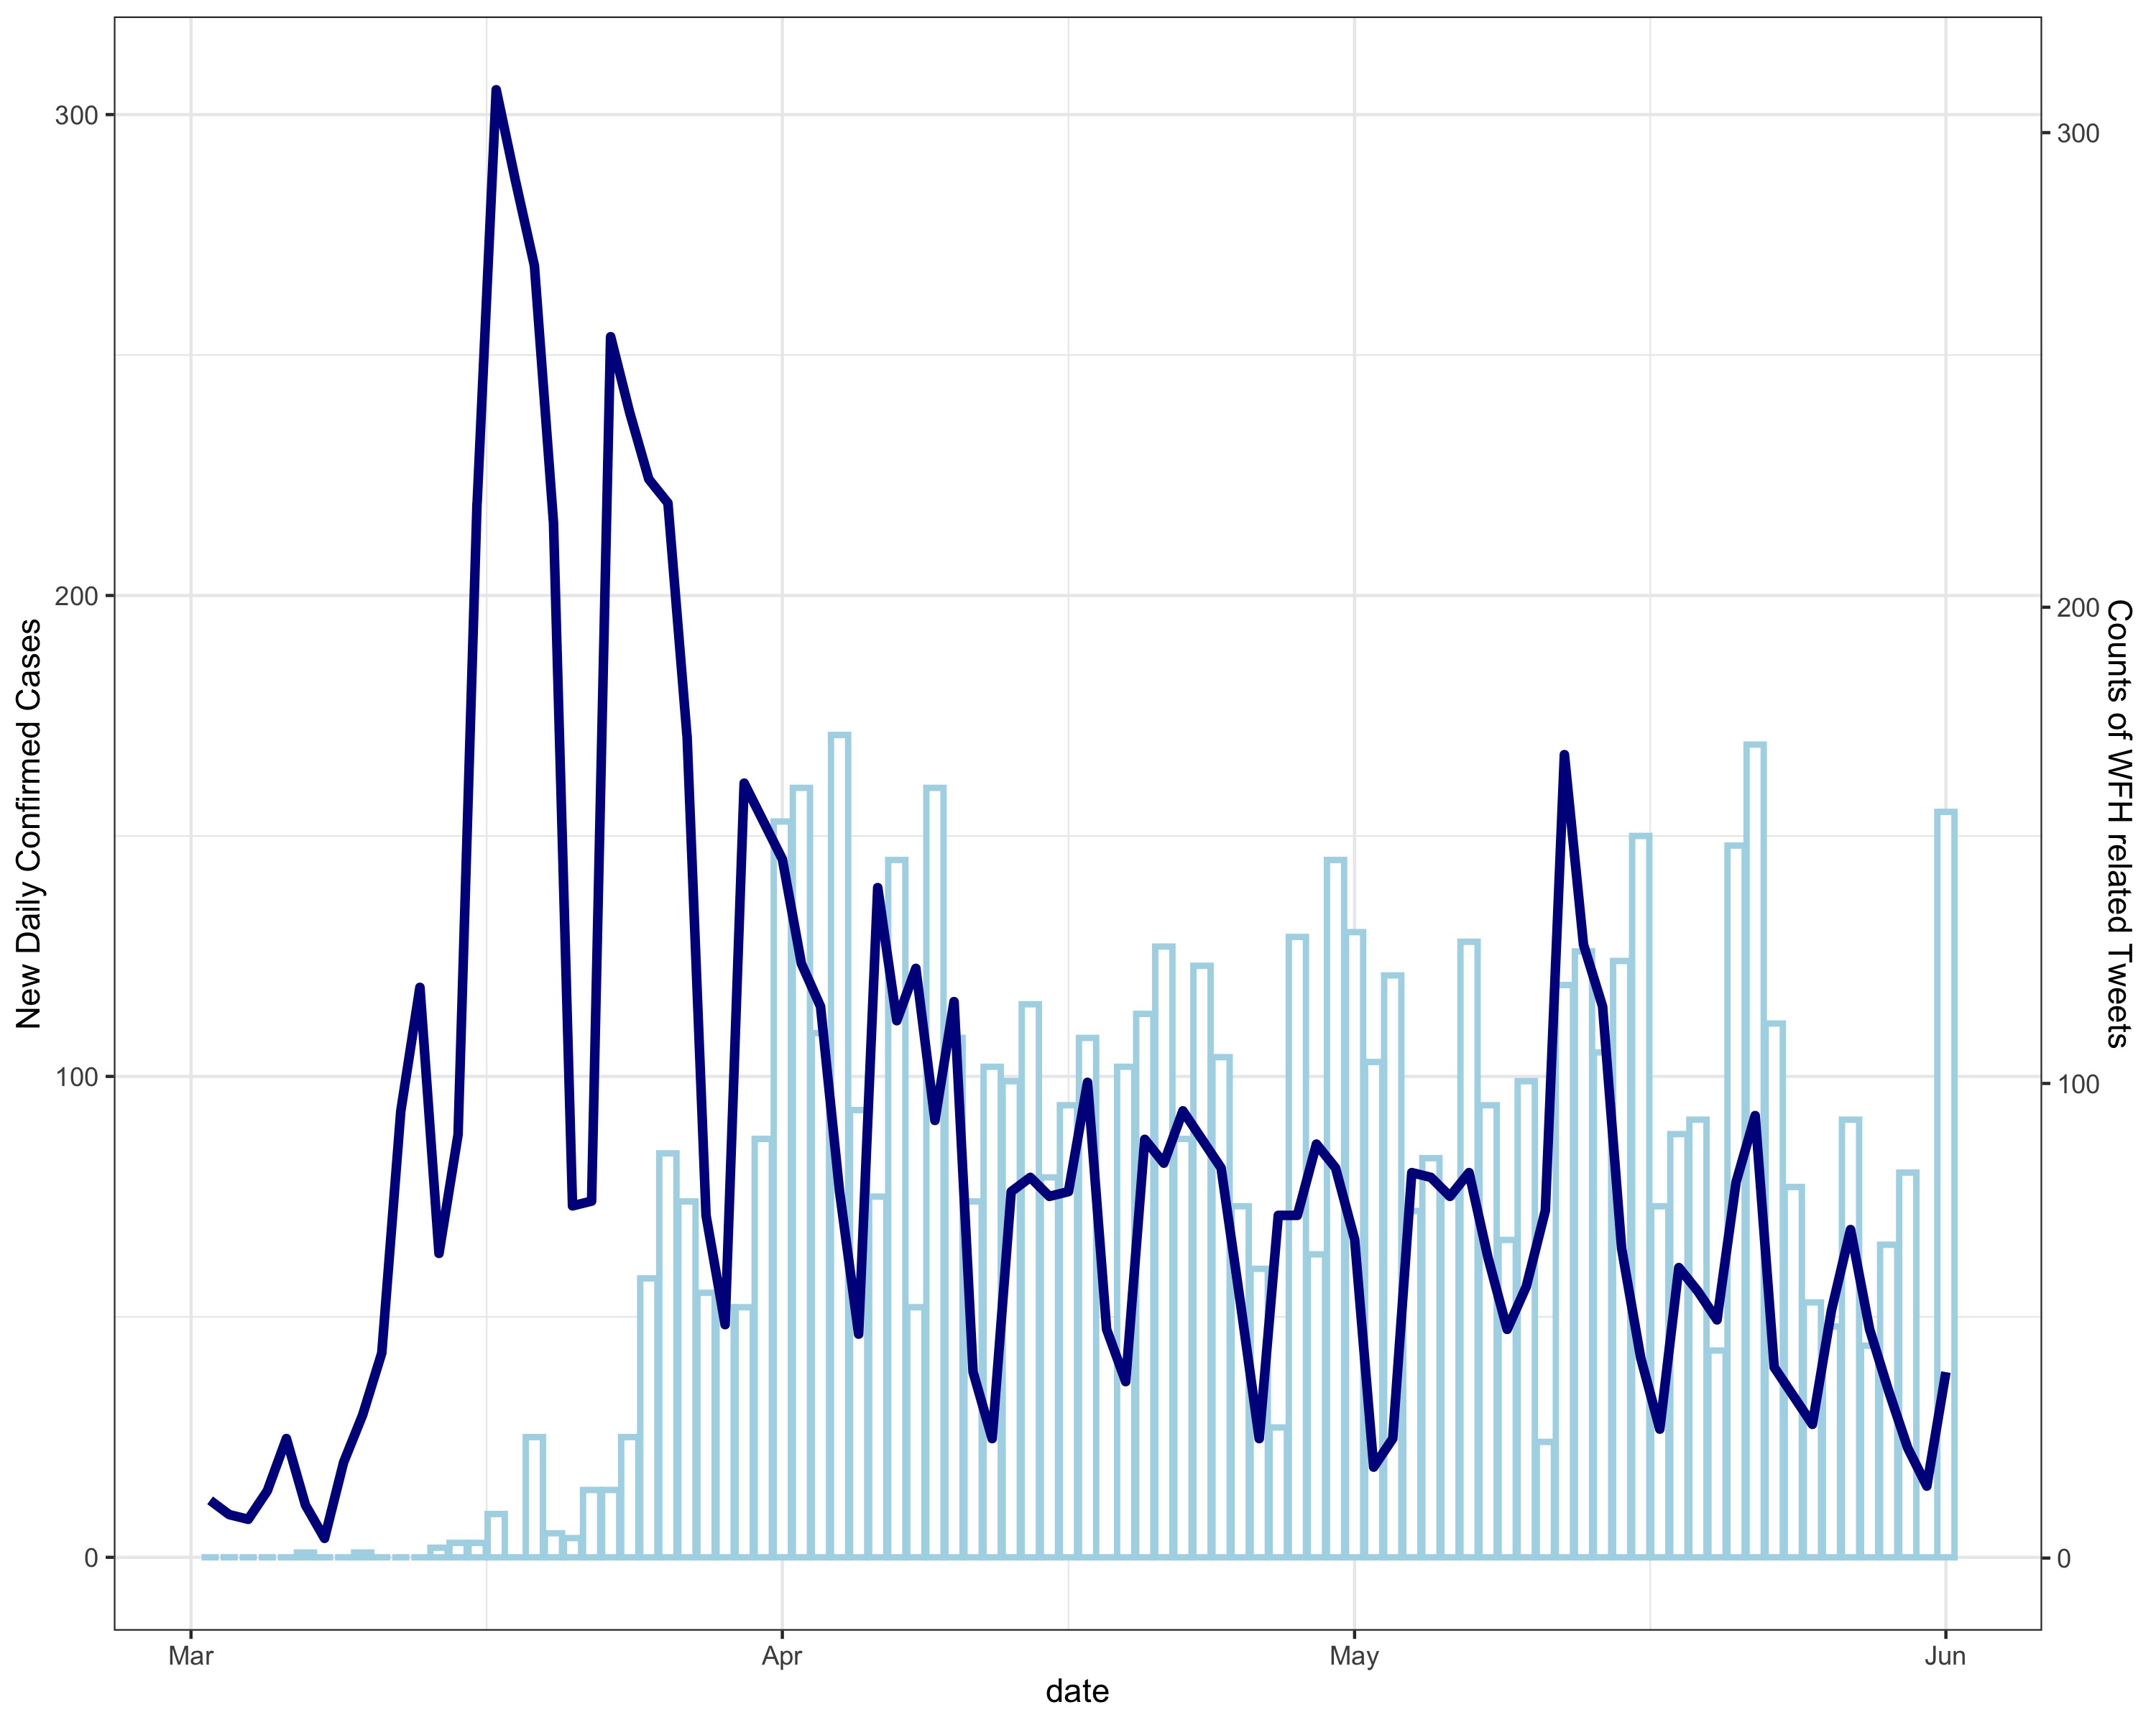 300
200
100
0
New Daily Confirmed Cases
300
200
100
0
Counts of WFH related Tweets
Mar
Apr
May
Jun
date